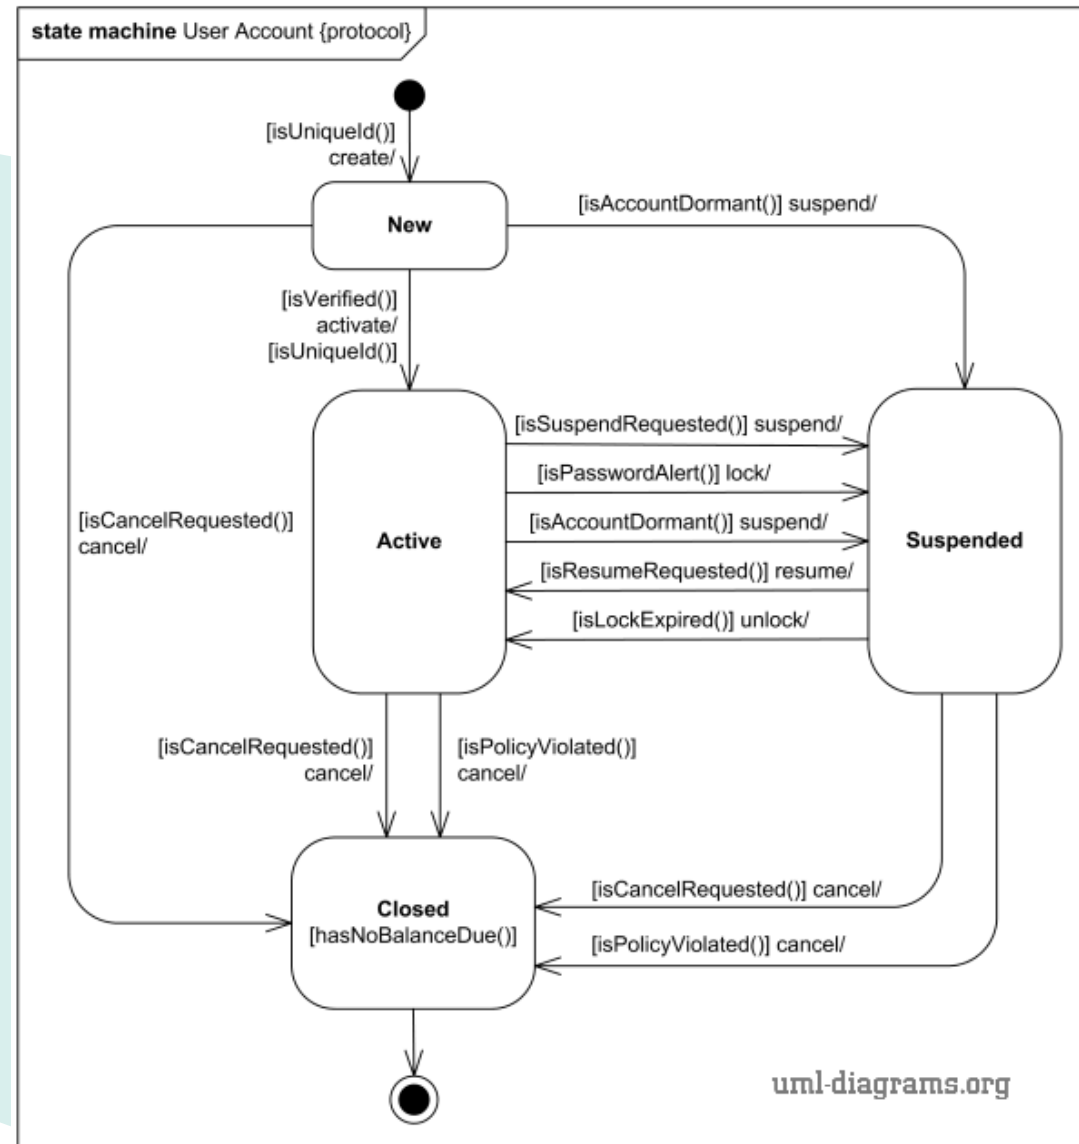 state machine User Account {protocol}
[isUniqueId()]
create/
New
[isAccountDormant()] suspend/
[isVerified()]
activate/
[isUniqueId()]
[isSuspendRequested()] suspend/
[isPasswordAlert()] lock/
[isCancelRequested()]
cancel/
Active
[isAccountDormant()] suspend/
Suspended
[isResumeRequested()] resume/
[isLockExpired()] unlock/
[isCancelRequested()]
cancel/
[isPolicyViolated()]
cancel/
Closed
[hasNoBalanceDue()]
[isCancelRequested()] cancel/
[isPolicyViolated()] cancel/
uml-diagrams.org